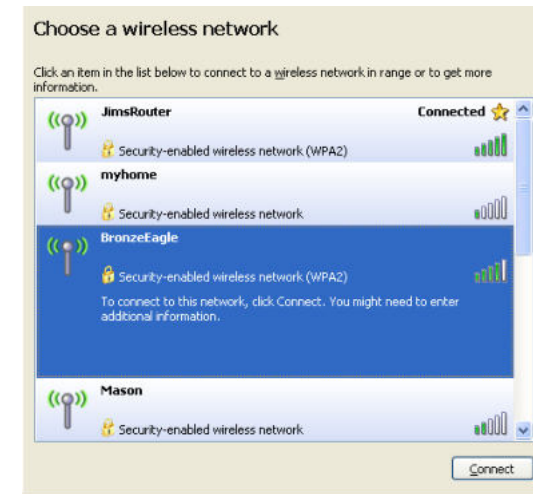 Choose a wireless network
Click an item in the list below to connect to a wireless network in range or to get more
information.
JimsRouter Connected
Security-enabled wireless network (WPA2)
myhome
Security-enabled wireless network
BronzeEagle
Security-enabled wireless network (WPA2)
To connect to this network, click Connect. You might need to enter
additional information.
Mason
Security-enabled wireless network
Connect